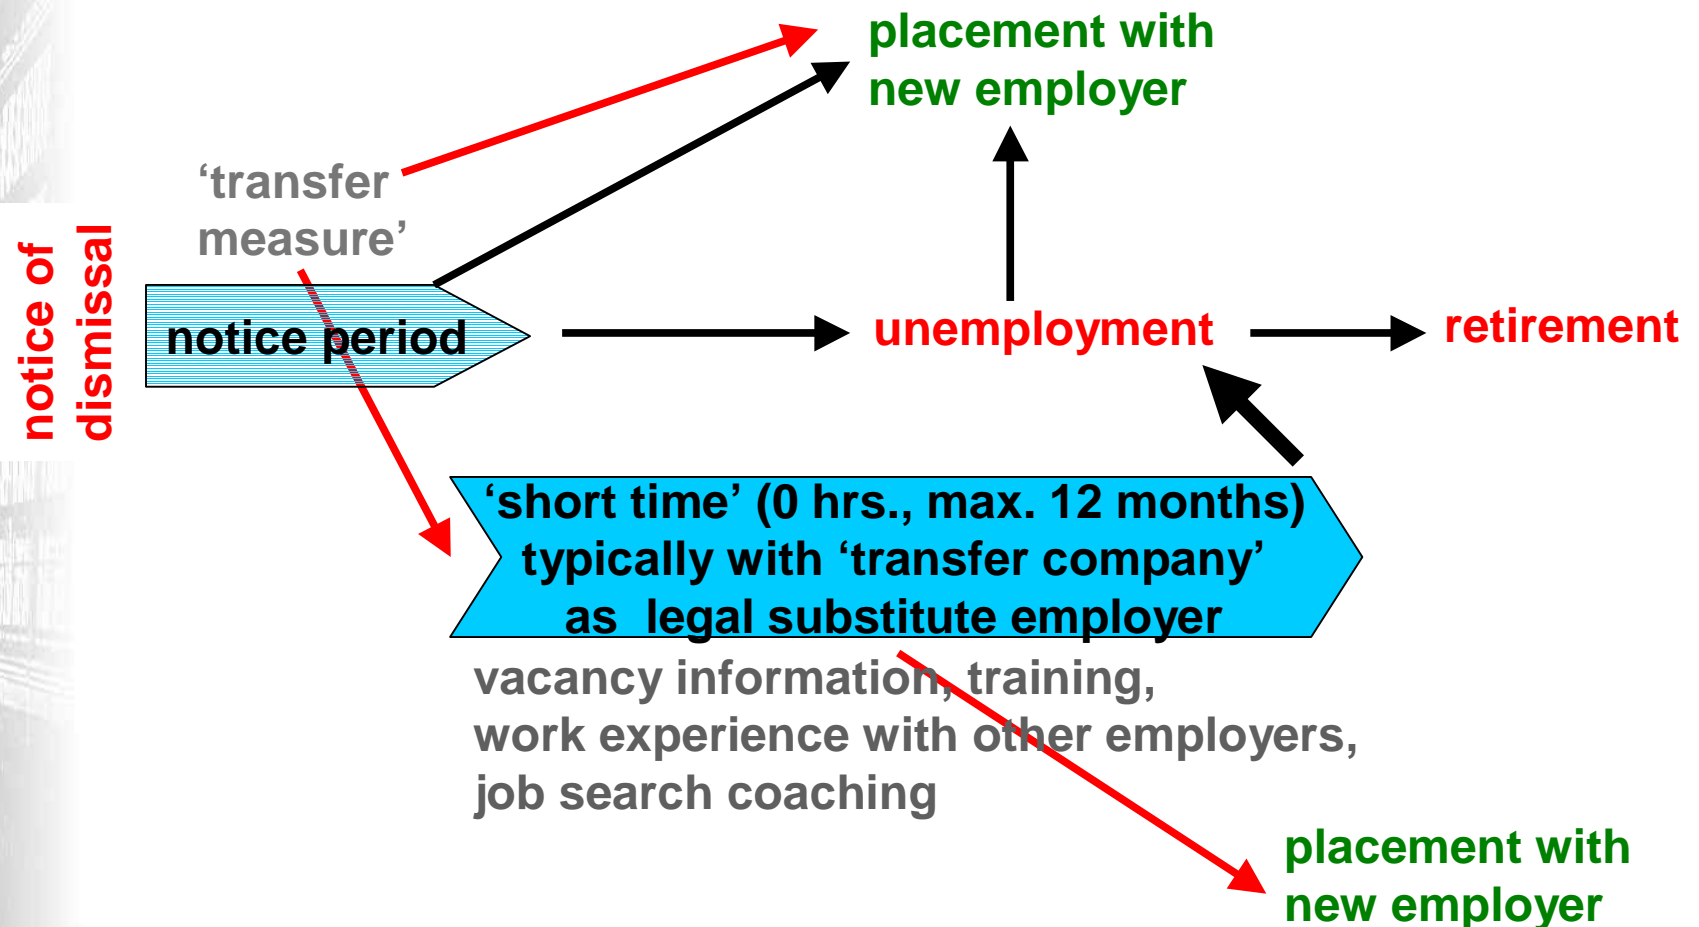 placement with
new employer
‘transfer
measure’
notice of
dismissal
notice period
unemployment
retirement
‘short time’ (0 hrs., max. 12 months)
typically with ‘transfer company’
as legal substitute employer
vacancy information, training,
work experience with other employers,
job search coaching
placement with
new employer